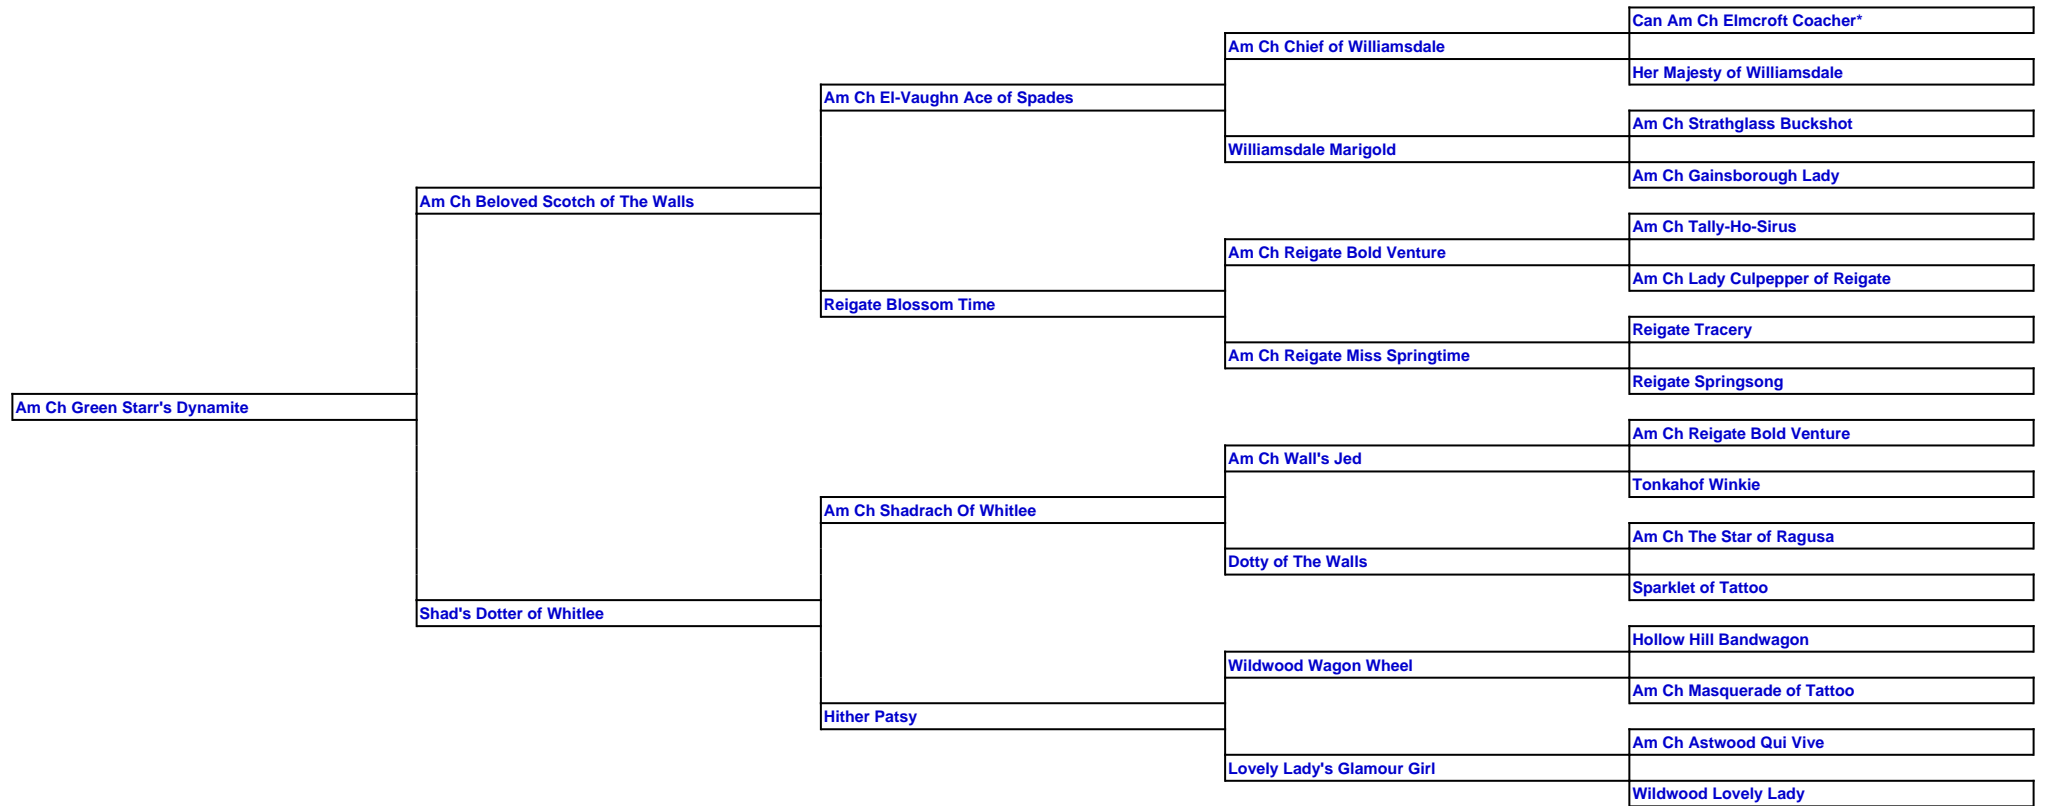 Can Am Ch Elmcroft Coacher*
Am Ch Chief of Williamsdale
Her Majesty of Williamsdale
Am Ch El-Vaughn Ace of Spades
Am Ch Strathglass Buckshot
Williamsdale Marigold
Am Ch Gainsborough Lady
Am Ch Beloved Scotch of The Walls
Am Ch Tally-Ho-Sirus
Am Ch Reigate Bold Venture
Am Ch Lady Culpepper of Reigate
Reigate Blossom Time
Reigate Tracery
Am Ch Reigate Miss Springtime
Reigate Springsong
Am Ch Green Starr's Dynamite
Am Ch Reigate Bold Venture
Am Ch Wall's Jed
Tonkahof Winkie
Am Ch Shadrach Of Whitlee
Am Ch The Star of Ragusa
Dotty of The Walls
Sparklet of Tattoo
Shad's Dotter of Whitlee
Hollow Hill Bandwagon
Wildwood Wagon Wheel
Am Ch Masquerade of Tattoo
Hither Patsy
Am Ch Astwood Qui Vive
Lovely Lady's Glamour Girl
Wildwood Lovely Lady